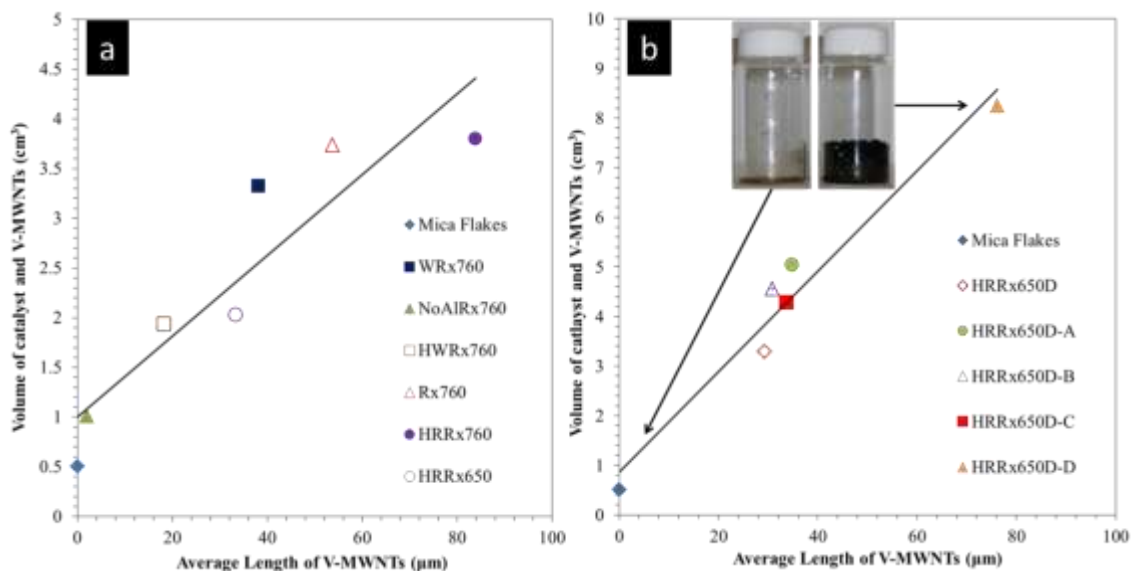 a
Volume of catalyst and V-MWNTs (cm³)
5
4.5
4
3.5
3
2.5
2
1.5
1
0.5
0
0
20
40
60
80
100
Average Length of V-MWNTs (µm)
Mica Flakes
WRx760
NoAlRx760
HWRx760
Rx760
HRRx760
HRRx650
b
Volume of catlayst and V-MWNTs (cm³)
10
9
8
7
6
5
4
3
2
1
0
0
20
40
60
80
100
Average Length of V-MWNTs (µm)
Mica Flakes
HRRx650D
HRRx650D-A
HRRx650D-B
HRRx650D-C
HRRx650D-D